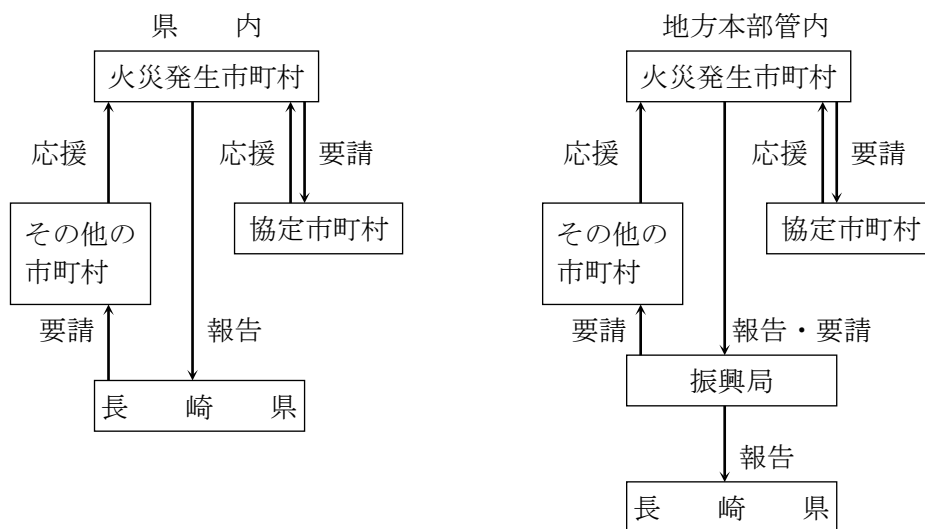 県　内
火災発生市町村
応援
応援
要請
その他の
市町村
協定市町村
要請
報告
長　崎　県
地方本部管内
火災発生市町村
応援
応援
要請
その他の
市町村
協定市町村
要請
報告・要請
振興局
報告
長　崎　県